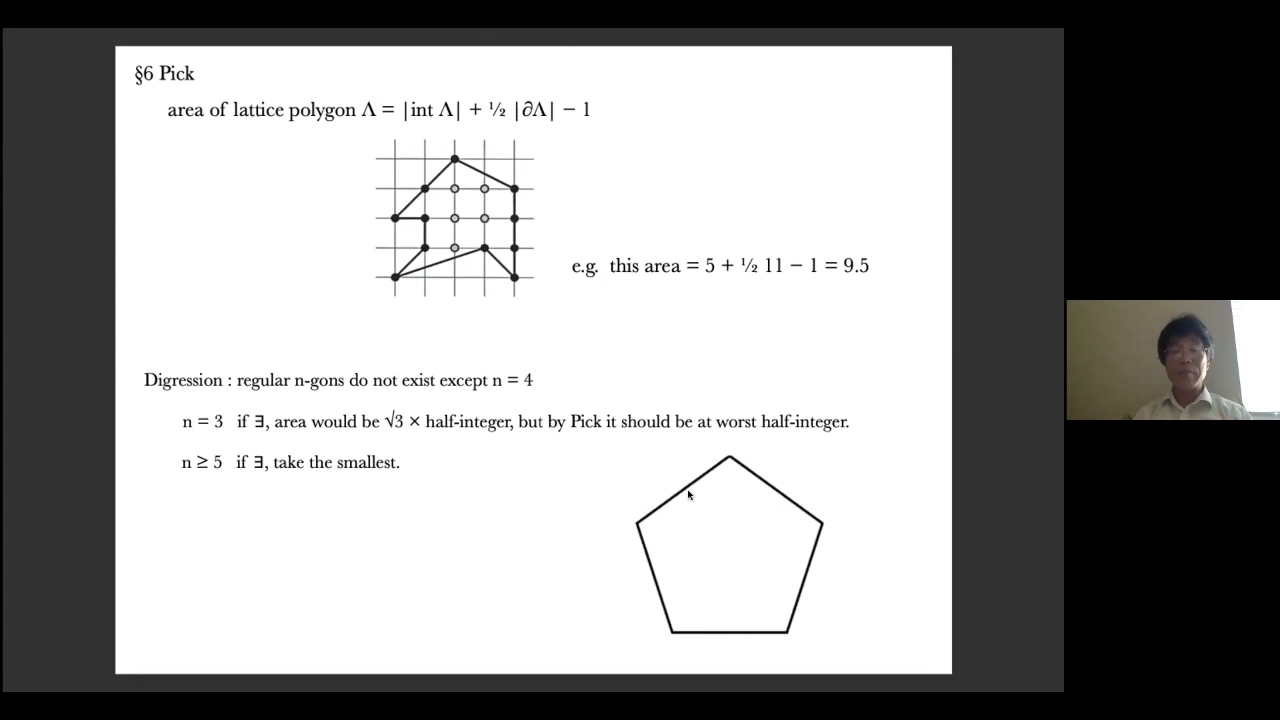 §6 Pick
area of lattice polygon Λ = |int Λ| + ½ |∂Λ| − 1
e.g. this area = 5 + ½ 11 − 1 = 9.5
Digression : regular n-gons do not exist except n = 4
n = 3 if ∃, area would be √3 × half-integer, but by Pick it should be at worst half-integer.
n ≥ 5 if ∃, take the smallest.